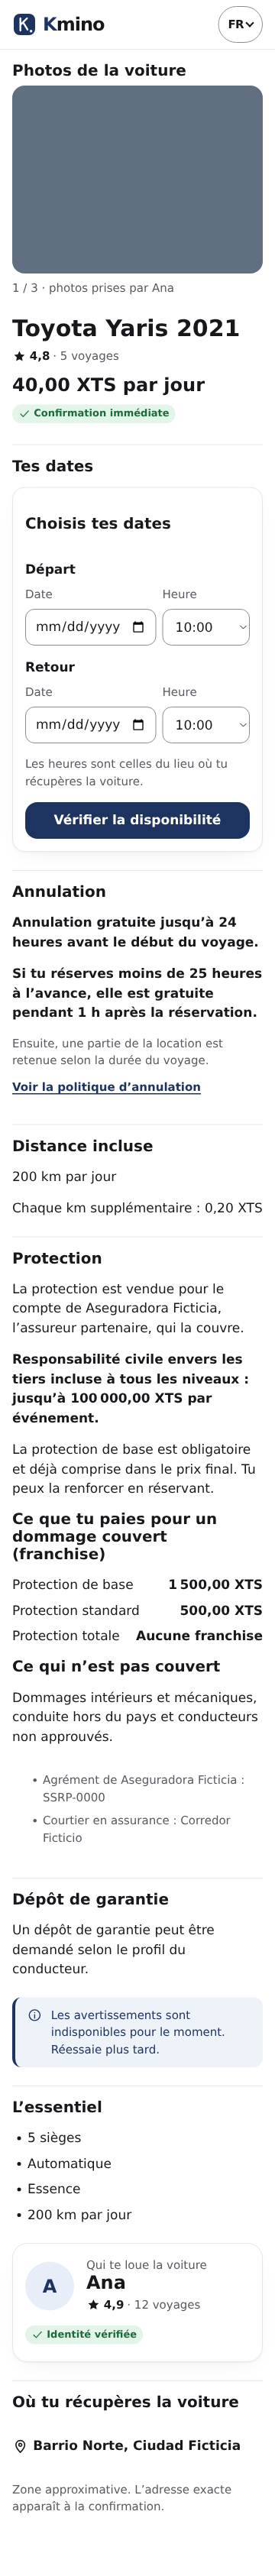 Kmino
FR
Photos de la voiture
1 / 3 · photos prises par Ana
Toyota Yaris 2021
★ 4,8 · 5 voyages
40,00 XTS par jour
Confirmation immédiate
Tes dates
Choisis tes dates
Départ
Date Heure
mm/dd/yyyy 10:00
Retour
Date Heure
mm/dd/yyyy 10:00
Les heures sont celles du lieu où tu
récupères la voiture.
Vérifier la disponibilité
Annulation
Annulation gratuite jusqu’à 24
heures avant le début du voyage.
Si tu réserves moins de 25 heures
à l’avance, elle est gratuite
pendant 1 h après la réservation.
Ensuite, une partie de la location est
retenue selon la durée du voyage.
Voir la politique d’annulation
Distance incluse
200 km par jour
Chaque km supplémentaire : 0,20 XTS
Protection
La protection est vendue pour le
compte de Aseguradora Ficticia,
l’assureur partenaire, qui la couvre.
Responsabilité civile envers les
tiers incluse à tous les niveaux :
jusqu’à 100 000,00 XTS par
événement.
La protection de base est obligatoire
et déjà comprise dans le prix final. Tu
peux la renforcer en réservant.
Ce que tu paies pour un
dommage couvert
(franchise)
Protection de base 1 500,00 XTS
Protection standard 500,00 XTS
Protection totale Aucune franchise
Ce qui n’est pas couvert
Dommages intérieurs et mécaniques,
conduite hors du pays et conducteurs
non approuvés.
• Agrément de Aseguradora Ficticia :
SSRP-0000
• Courtier en assurance : Corredor
Ficticio
Dépôt de garantie
Un dépôt de garantie peut être
demandé selon le profil du
conducteur.
Les avertissements sont
indisponibles pour le moment.
Réessaie plus tard.
L’essentiel
• 5 sièges
• Automatique
• Essence
• 200 km par jour
Qui te loue la voiture
A
Ana
★ 4,9 · 12 voyages
Identité vérifiée
Où tu récupères la voiture
Barrio Norte, Ciudad Ficticia
Zone approximative. L’adresse exacte
apparaît à la confirmation.